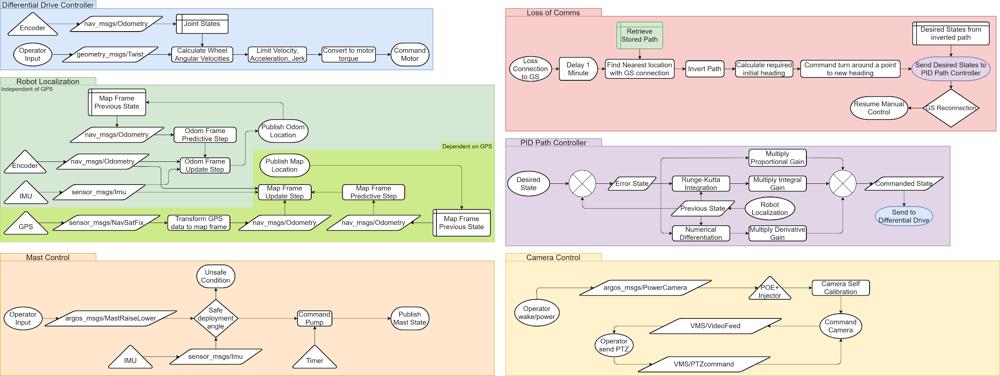 Differential Drive Controller
Encoder
nav_msgs/Odometry
Joint States
Operator
Input
geometry_msgs/Twist
Calculate Wheel
Angular Velocities
Limit Velocity,
Acceleration, Jerk
Convert to motor
torque
Command
Motor
Robot Localization
Independent of GPS
Map Frame
Previous State
nav_msgs/Odometry
Odom Frame
Predictive Step
Publish Odom
Location
Dependent on GPS
Encoder
nav_msgs/Odometry
Odom Frame
Update Step
Publish Map
Location
IMU
sensor_msgs/Imu
Map Frame
Update Step
Map Frame
Predictive Step
GPS
sensor_msgs/NavSatFix
Transform GPS
data to map frame
nav_msgs/Odometry
nav_msgs/Odometry
Map Frame
Previous State
Mast Control
Unsafe
Condition
Operator
Input
argos_msgs/MastRaiseLower
Safe
deployment
angle
Command
Pump
Publish
Mast State
IMU
sensor_msgs/Imu
Timer
Loss of Comms
Retrieve
Stored Path
Desired States from
inverted path
Loss
Connection
to GS
Delay 1
Minute
Find Nearest location
with GS connection
Invert Path
Calculate required
initial heading
Command turn around a point
to new heading
Send Desired States to
PID Path Controller
Resume Manual
Control
GS Reconnection
PID Path Controller
Multiply
Proportional Gain
Desired
State
Error State
Runge-Kutta
Integration
Multiply Integral
Gain
Commanded State
Previous State
Robot
Localization
Send to
Differential Drive
Numerical
Differentiation
Multiply Derivative
Gain
Camera Control
argos_msgs/PowerCamera
POE+
Injector
Camera Self
Calibration
Operator
wake/power
VMS/VideoFeed
Command
Camera
Operator
send PTZ
VMS/PTZcommand